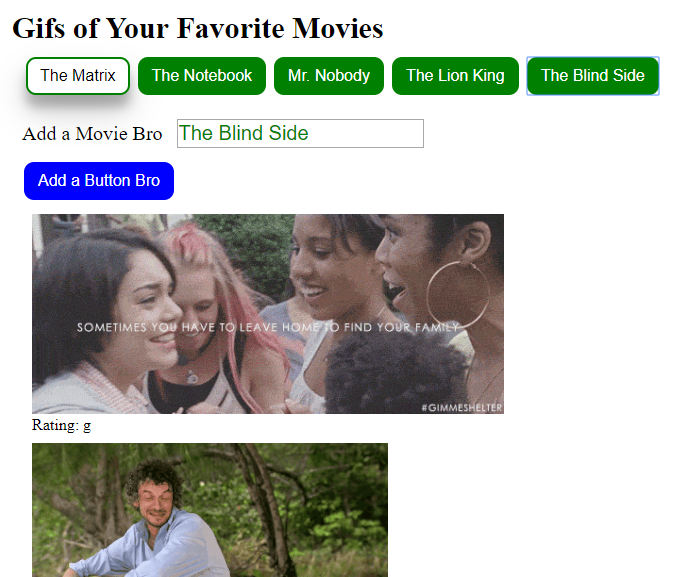 Gifs of Your Favorite Movies
The Matrix The Notebook Mr. Nobody The Lion King The Blind Side
Add a Movie Bro The Blind Side
Add a Button Bro
SOMETIMES YOU HAVE TO LEAVE HOME TO FIND YOUR FAMILY
#GIMMESHELTER
Rating: g